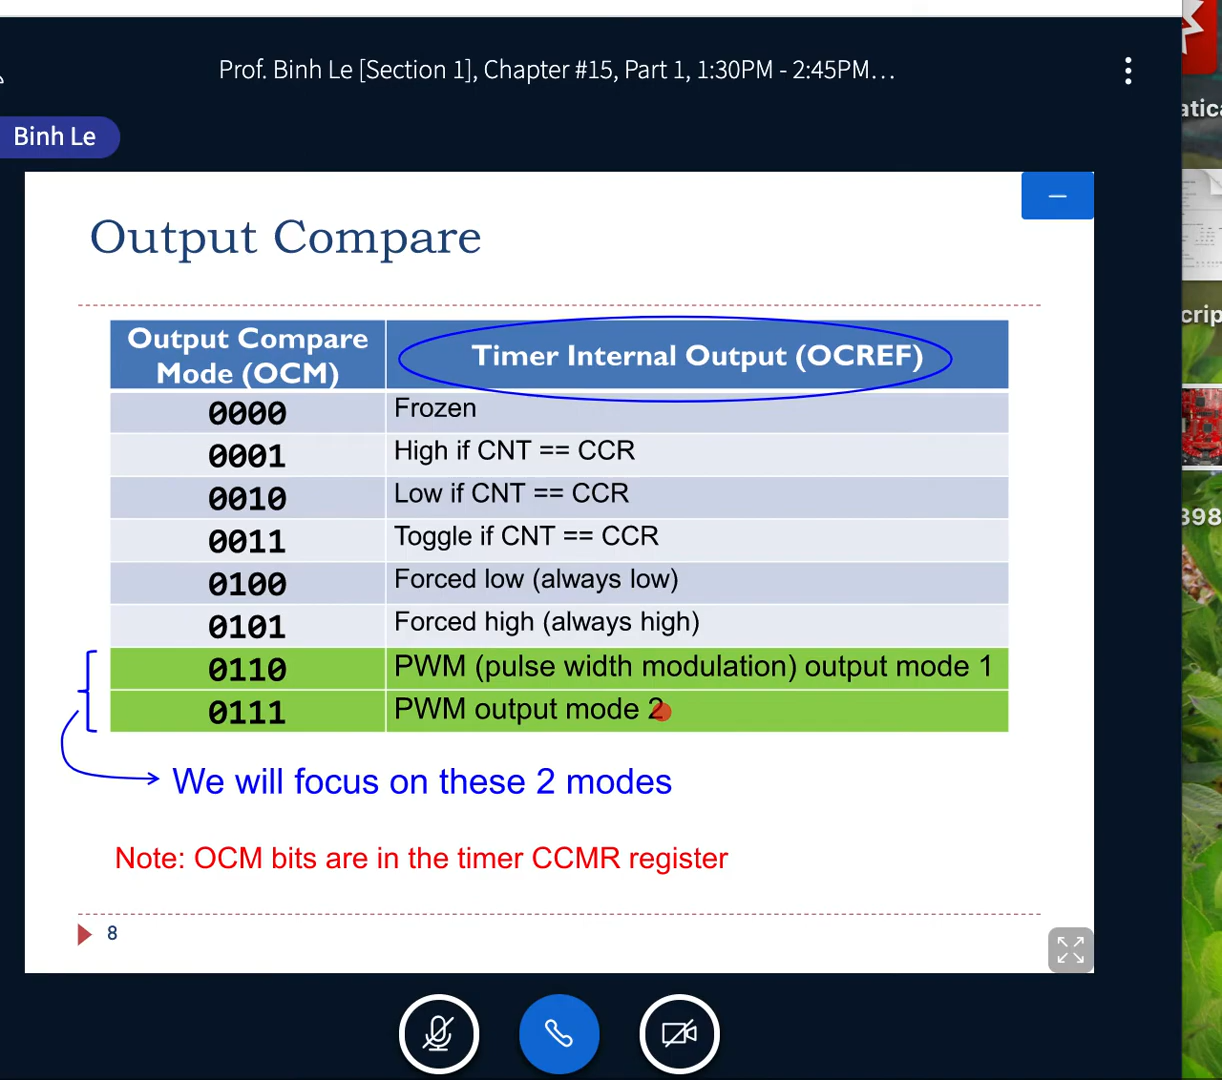 Prof. Binh Le [Section 1], Chapter #15, Part 1, 1:30PM - 2:45PM…
Binh Le
Output Compare
Output Compare Mode (OCM) Timer Internal Output (OCREF)
0000 Frozen
0001 High if CNT == CCR
0010 Low if CNT == CCR
0011 Toggle if CNT == CCR
0100 Forced low (always low)
0101 Forced high (always high)
0110 PWM (pulse width modulation) output mode 1
0111 PWM output mode 2
We will focus on these 2 modes
Note: OCM bits are in the timer CCMR register
8
atica
crip
398